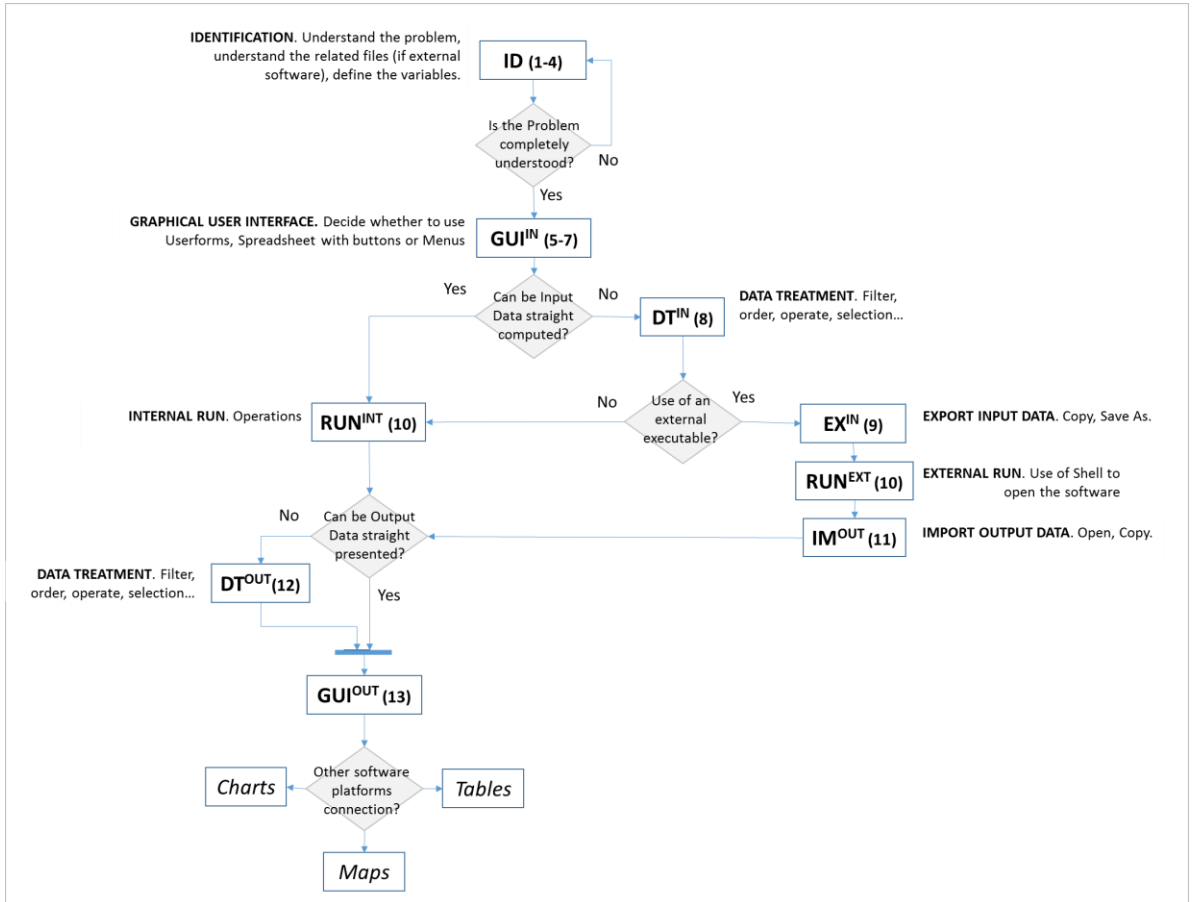 IDENTIFICATION. Understand the problem,
understand the related files (if external
software), define the variables.
ID (1-4)
Is the Problem
completely
understood?
No
Yes
GRAPHICAL USER INTERFACE. Decide whether to use
Userforms, Spreadsheet with buttons or Menus
GUIᴵᴺ (5-7)
Yes
Can be Input
Data straight
computed?
No
DTᴵᴺ (8)
DATA TREATMENT. Filter,
order, operate, selection...
INTERNAL RUN. Operations
RUNᴵᴺᵀ (10)
No
Use of an
external
executable?
Yes
EXᴵᴺ (9)
EXPORT INPUT DATA. Copy, Save As.
RUNᴱˣᵀ (10)
EXTERNAL RUN. Use of Shell to
open the software
No
Can be Output
Data straight
presented?
IMᴼᵁᵀ (11)
IMPORT OUTPUT DATA. Open, Copy.
DATA TREATMENT. Filter,
order, operate, selection...
DTᴼᵁᵀ (12)
Yes
GUIᴼᵁᵀ (13)
Charts
Other software
platforms
connection?
Tables
Maps